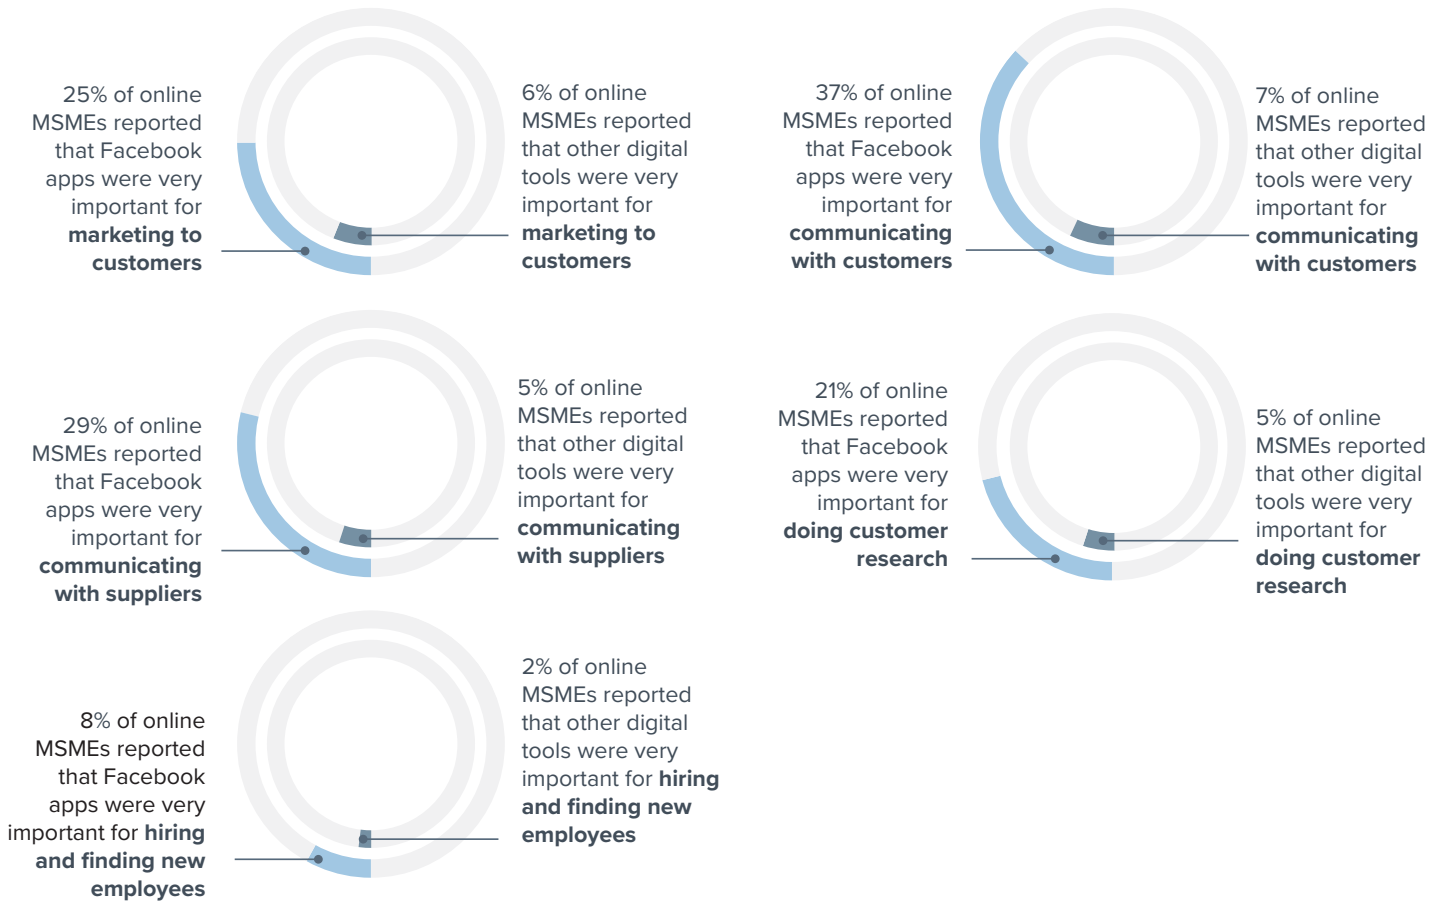 25% of online
MSMEs reported
that Facebook
apps were very
important for
marketing to
customers
6% of online
MSMEs reported
that other digital
tools were very
important for
marketing to
customers
37% of online
MSMEs reported
that Facebook
apps were very
important for
communicating
with customers
7% of online
MSMEs reported
that other digital
tools were very
important for
communicating
with customers
29% of online
MSMEs reported
that Facebook
apps were very
important for
communicating
with suppliers
5% of online
MSMEs reported
that other digital
tools were very
important for
communicating
with suppliers
21% of online
MSMEs reported
that Facebook
apps were very
important for
doing customer
research
5% of online
MSMEs reported
that other digital
tools were very
important for
doing customer
research
8% of online
MSMEs reported
that Facebook
apps were very
important for hiring
and finding new
employees
2% of online
MSMEs reported
that other digital
tools were very
important for hiring
and finding new
employees